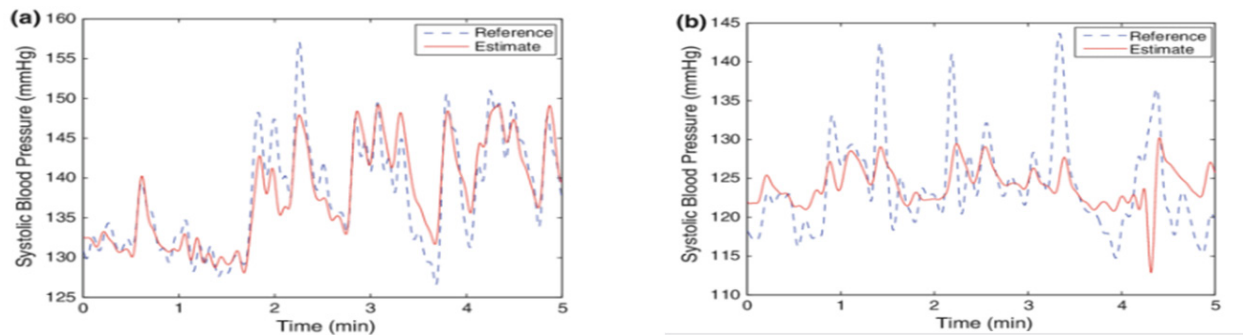 (a)
160
155
150
145
140
135
130
125
Systolic Blood Pressure (mmHg)
Reference
Estimate
0 1 2 3 4 5
Time (min)
(b)
145
140
135
130
125
120
115
110
Systolic Blood Pressure (mmHg)
Reference
Estimate
0 1 2 3 4 5
Time (min)